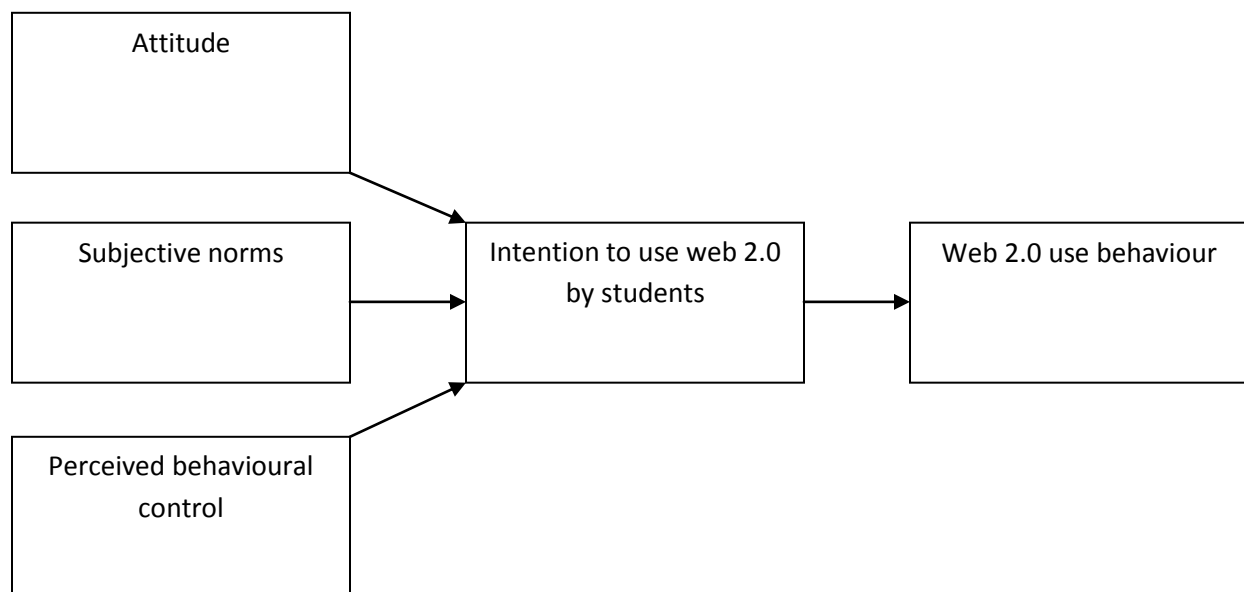 Attitude
Subjective norms
Perceived behavioural
control
Intention to use web 2.0
by students
Web 2.0 use behaviour